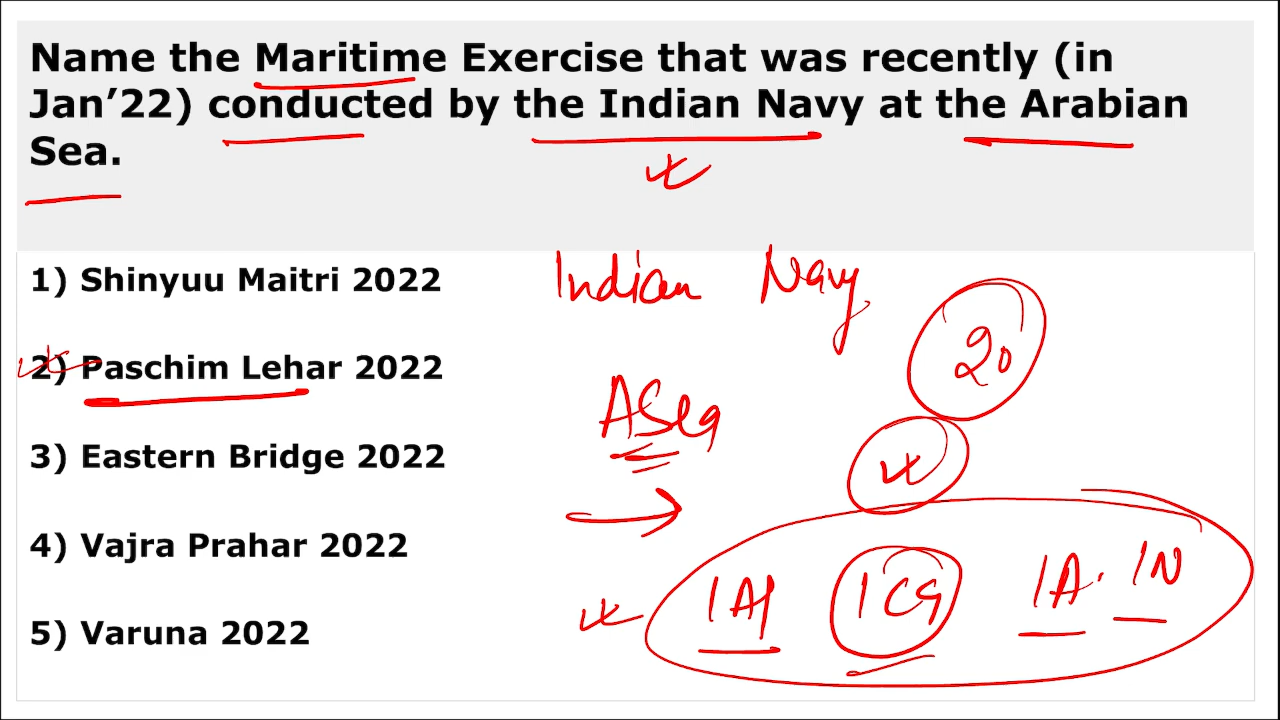 Name the Maritime Exercise that was recently (in
Jan’22) conducted by the Indian Navy at the Arabian
Sea.
1) Shinyuu Maitri 2022
2) Paschim Lehar 2022
3) Eastern Bridge 2022
4) Vajra Prahar 2022
5) Varuna 2022
Indian Navy
20
ASea
IAF ICG IA. IN